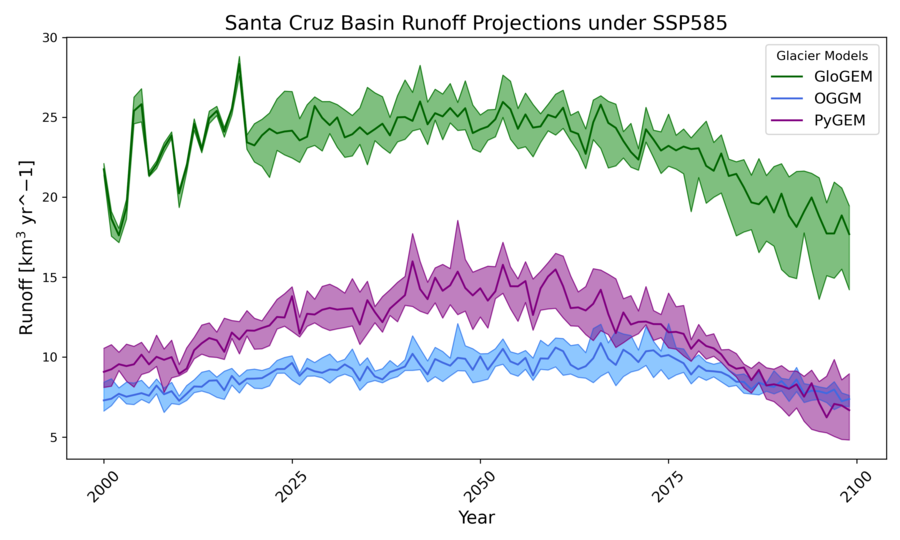 Santa Cruz Basin Runoff Projections under SSP585
Runoff [km³ yr^−1]
30
25
20
15
10
5
Glacier Models
GloGEM
OGGM
PyGEM
2000
2025
2050
2075
2100
Year